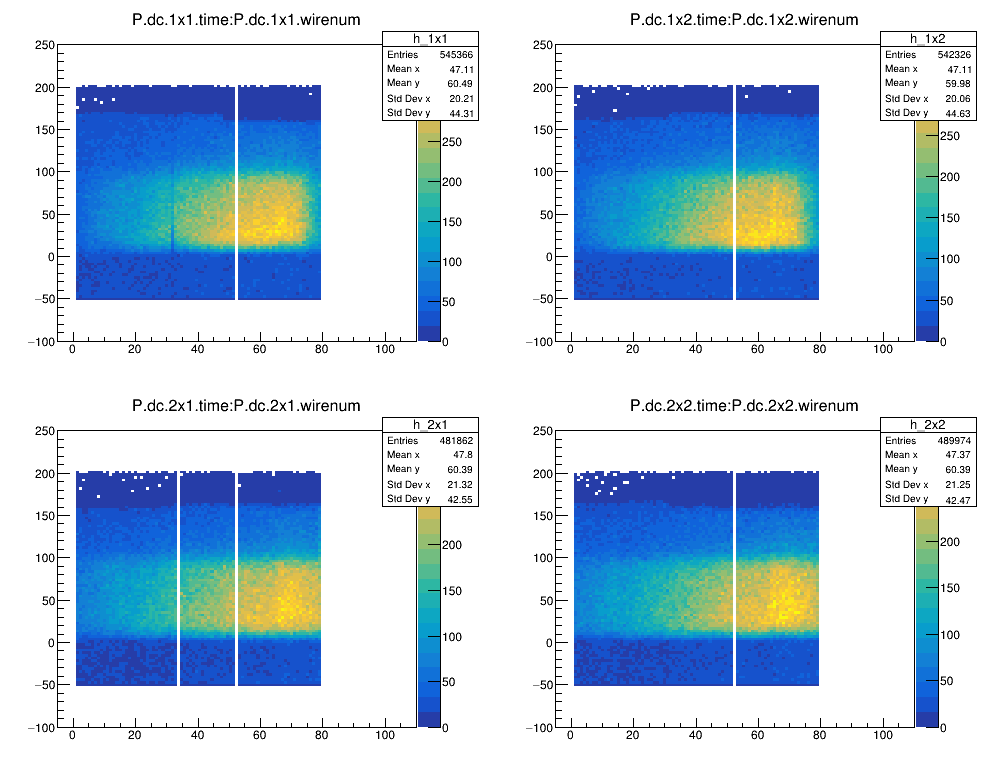 P.dc.1x1.time:P.dc.1x1.wirenum
h_1x1
Entries 545366
Mean x 47.11
Mean y 60.49
Std Dev x 20.21
Std Dev y 44.31
250
200
150
100
50
0
−50
−100
0 20 40 60 80 100
250
200
150
100
50
0
P.dc.1x2.time:P.dc.1x2.wirenum
h_1x2
Entries 542326
Mean x 47.11
Mean y 59.98
Std Dev x 20.06
Std Dev y 44.63
250
200
150
100
50
0
−50
−100
0 20 40 60 80 100
250
200
150
100
50
0
P.dc.2x1.time:P.dc.2x1.wirenum
h_2x1
Entries 481862
Mean x 47.8
Mean y 60.39
Std Dev x 21.32
Std Dev y 42.55
250
200
150
100
50
0
−50
−100
0 20 40 60 80 100
200
150
100
50
0
P.dc.2x2.time:P.dc.2x2.wirenum
h_2x2
Entries 489974
Mean x 47.37
Mean y 60.39
Std Dev x 21.25
Std Dev y 42.47
250
200
150
100
50
0
−50
−100
0 20 40 60 80 100
200
150
100
50
0